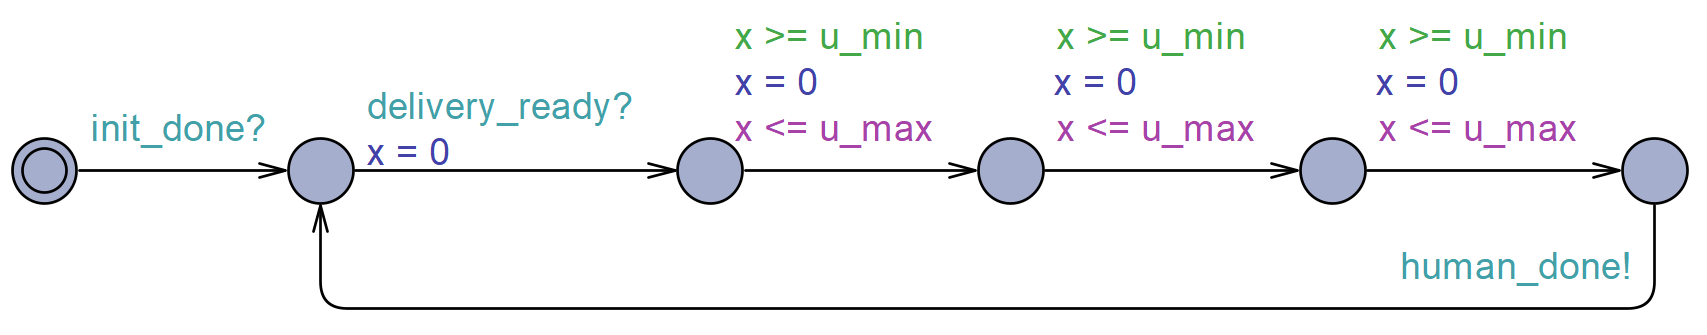 init_done?
delivery_ready?
x = 0
x >= u_min
x = 0
x <= u_max
x >= u_min
x = 0
x <= u_max
x >= u_min
x = 0
x <= u_max
human_done!